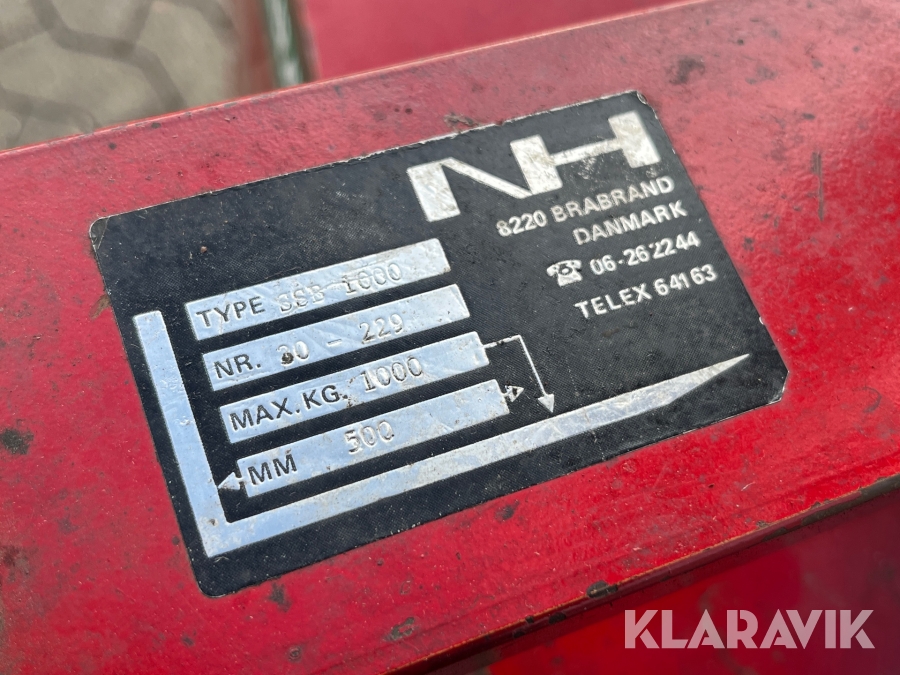 NH
8220 BRABRAND
DANMARK
☎ 06-262244
TELEX 64163
TYPE SSB 1000
NR. 30 - 229
MAX.KG. 1000
MM 500
KLARAVIK